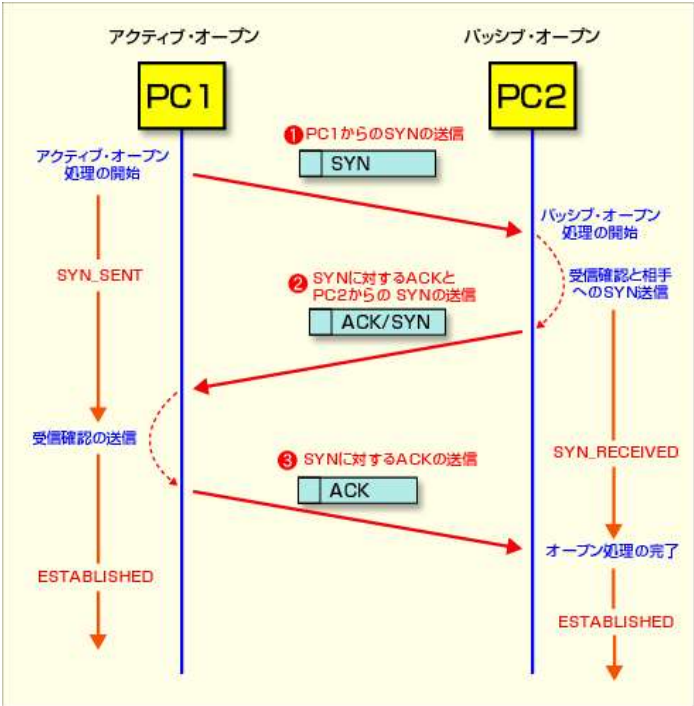 アクティブ・オープン
パッシブ・オープン
PC1
PC2
❶PC1からのSYNの送信
SYN
アクティブ・オープン
処理の開始
パッシブ・オープン
処理の開始
SYN_SENT
❷SYNに対するACKと
PC2からの SYNの送信
ACK/SYN
受信確認と相手
へのSYN送信
受信確認の送信
SYN_RECEIVED
❸SYNに対するACKの送信
ACK
オープン処理の完了
ESTABLISHED
ESTABLISHED